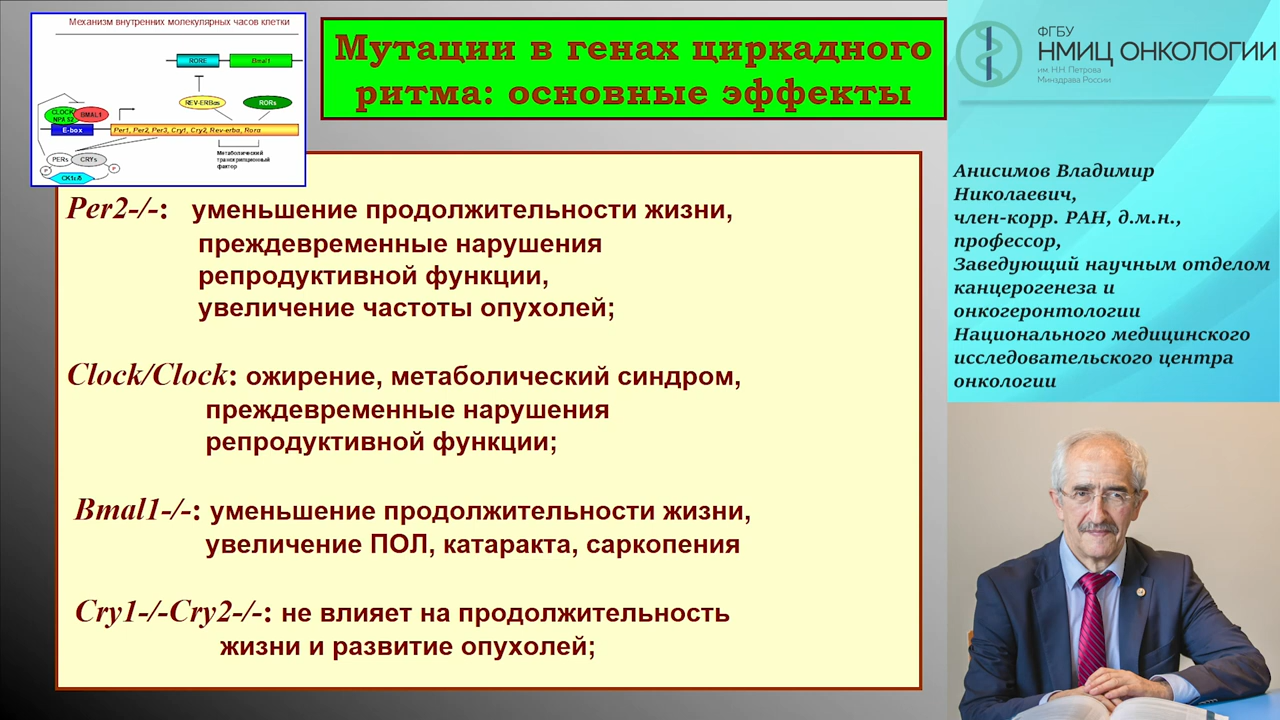 Механизм внутренних молекулярных часов клетки
RORE
Bmal1
REV-ERBα
RORs
CLOCK
NPAS2
BMAL1
E-box
Per1, Per2, Per3, Cry1, Cry2, Rev-erbα, Rora
Метаболический
транскрипционный
фактор
PERs
CRYs
P
P
CK1ε/δ
Мутации в генах циркадного
ритма: основные эффекты
Per2-/-: уменьшение продолжительности жизни,
преждевременные нарушения
репродуктивной функции,
увеличение частоты опухолей;
Clock/Clock: ожирение, метаболический синдром,
преждевременные нарушения
репродуктивной функции;
Bmal1-/-: уменьшение продолжительности жизни,
увеличение ПОЛ, катаракта, саркопения
Cry1-/-Cry2-/-: не влияет на продолжительность
жизни и развитие опухолей;
ФГБУ
НМИЦ ОНКОЛОГИИ
им. Н.Н. Петрова
Минздрава России
Анисимов Владимир
Николаевич,
член-корр. РАН, д.м.н.,
профессор,
Заведующий научным отделом
канцерогенеза и
онкогеронтологии
Национального медицинского
исследовательского центра
онкологии